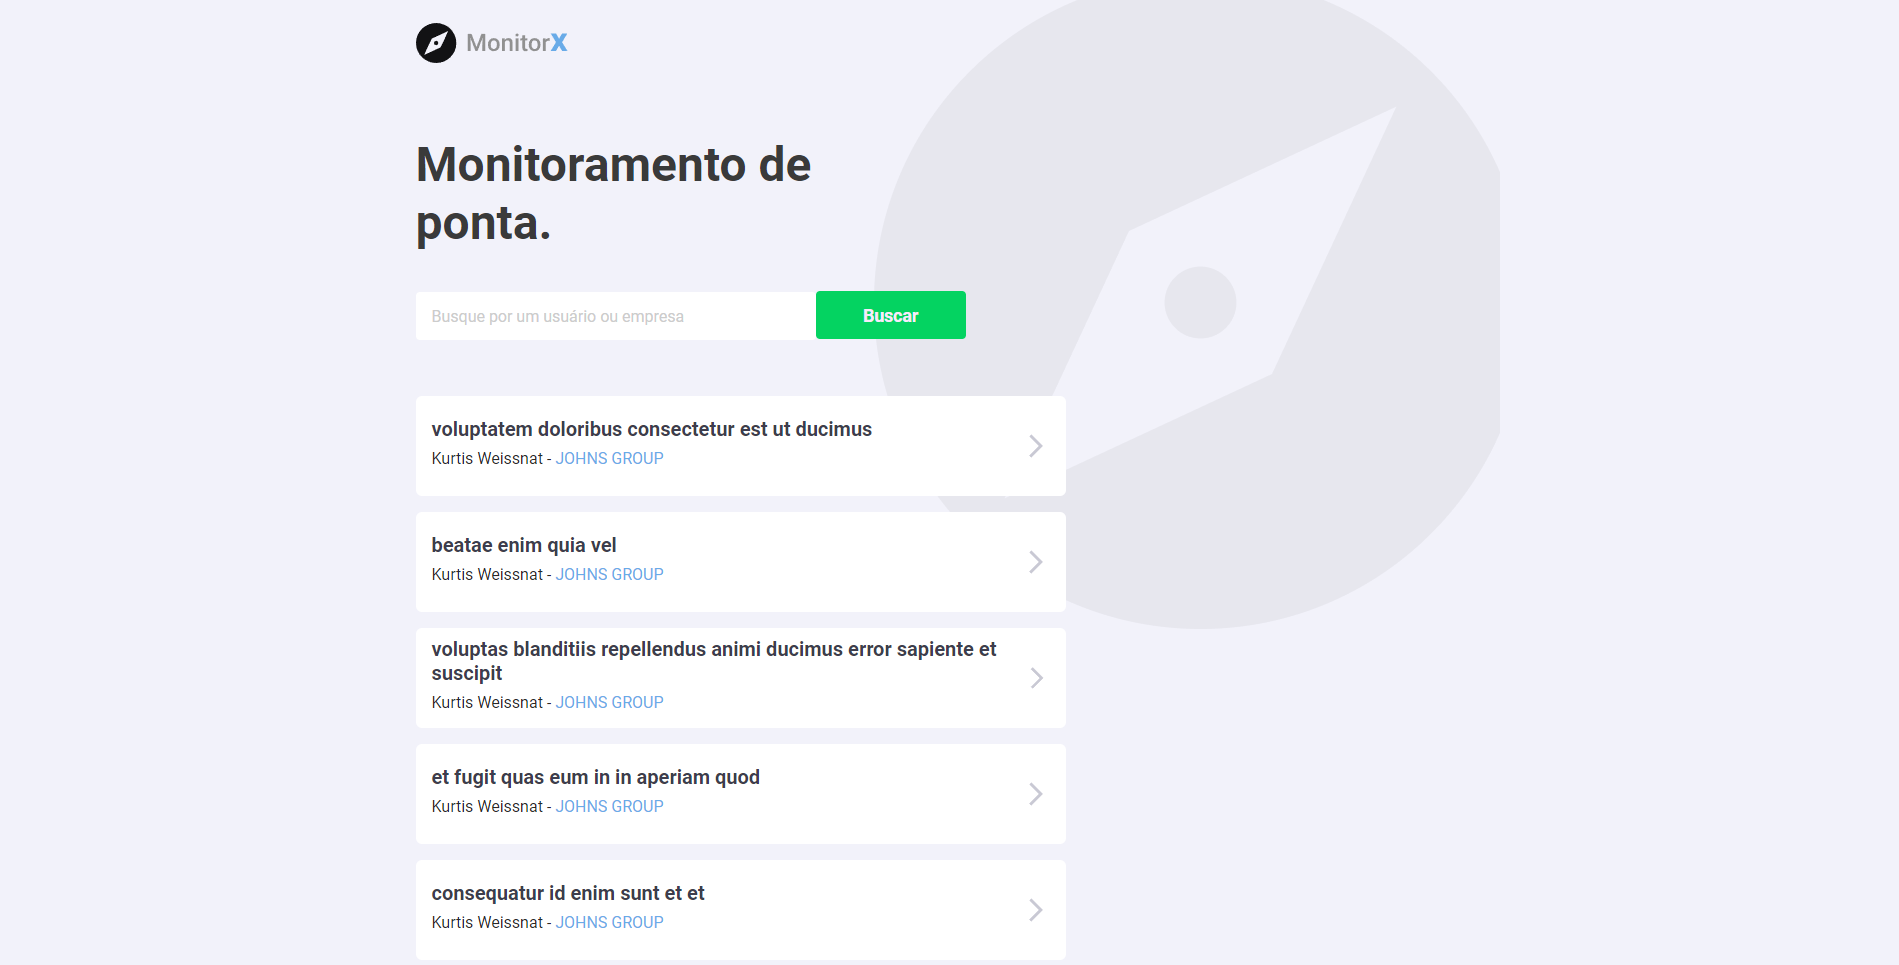 MonitorX
Monitoramento de
ponta.
Busque por um usuário ou empresa
Buscar
voluptatem doloribus consectetur est ut ducimus
Kurtis Weissnat - JOHNS GROUP
beatae enim quia vel
Kurtis Weissnat - JOHNS GROUP
voluptas blanditiis repellendus animi ducimus error sapiente et
suscipit
Kurtis Weissnat - JOHNS GROUP
et fugit quas eum in in aperiam quod
Kurtis Weissnat - JOHNS GROUP
consequatur id enim sunt et et
Kurtis Weissnat - JOHNS GROUP